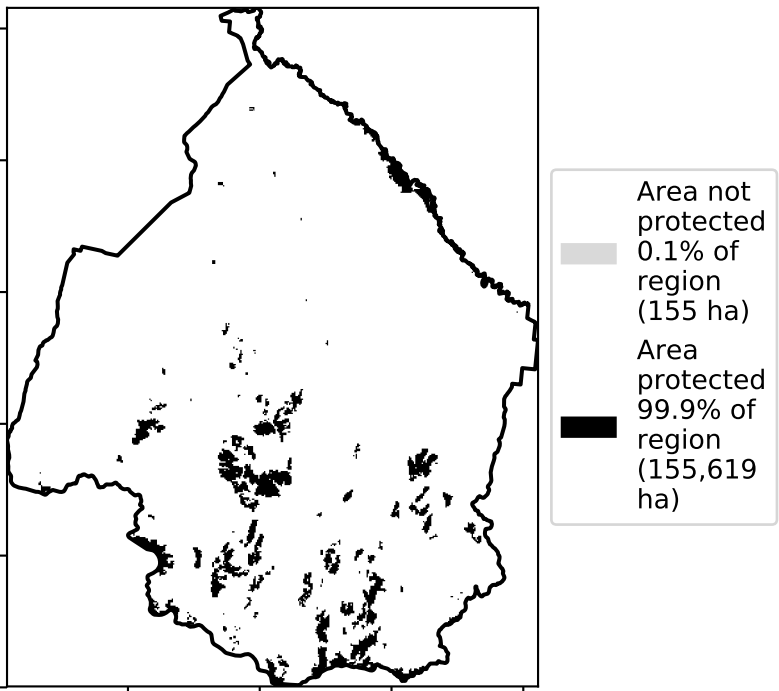 Area not
protected
0.1% of
region
(155 ha)
Area
protected
99.9% of
region
(155,619
ha)